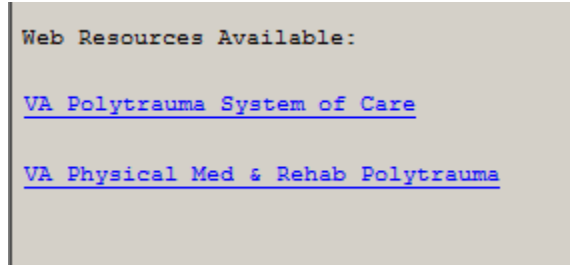 Web Resources Available:
VA Polytrauma System of Care
VA Physical Med & Rehab Polytrauma